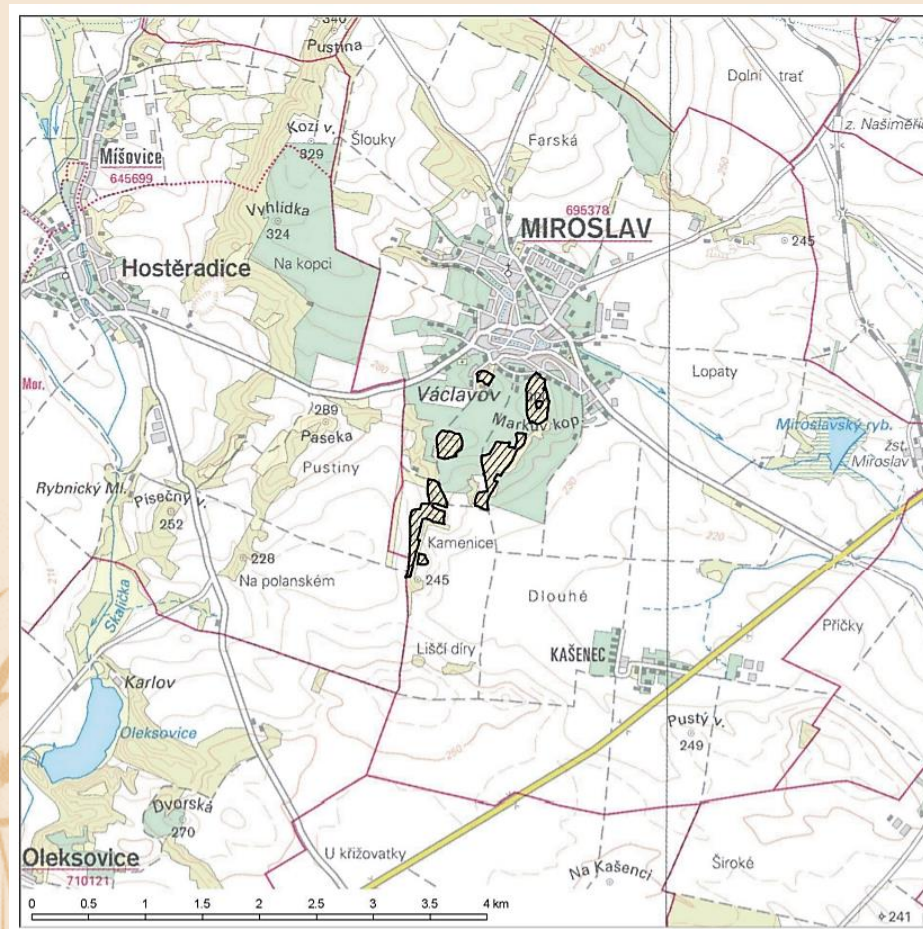 340
Pustina
Dolní trať
z. Našiměřic
Kozí v.
329
Šlouky
Farská
Míšovice
645699
695378
MIROSLAV
Vyhlídka
324
245
Na kopci
Hostěradice
260
Lopaty
Mor.
Václavov
289
Paseka
Markův kop
Miroslavský ryb.
žst.
Miroslav
Pustiny
Rybnický Ml.
Písečný v.
252
220
Kamenice
228
Na polanském
245
Dlouhé
Příčky
Skalička
Liščí díry
KAŠENEC
Karlov
Oleksovice
Pustý v.
249
250
Dvorská
270
Oleksovice
710121
U křižovatky
Na Kašenci
Široké
241
0 0.5 1 1.5 2 2.5 3 3.5 4 km